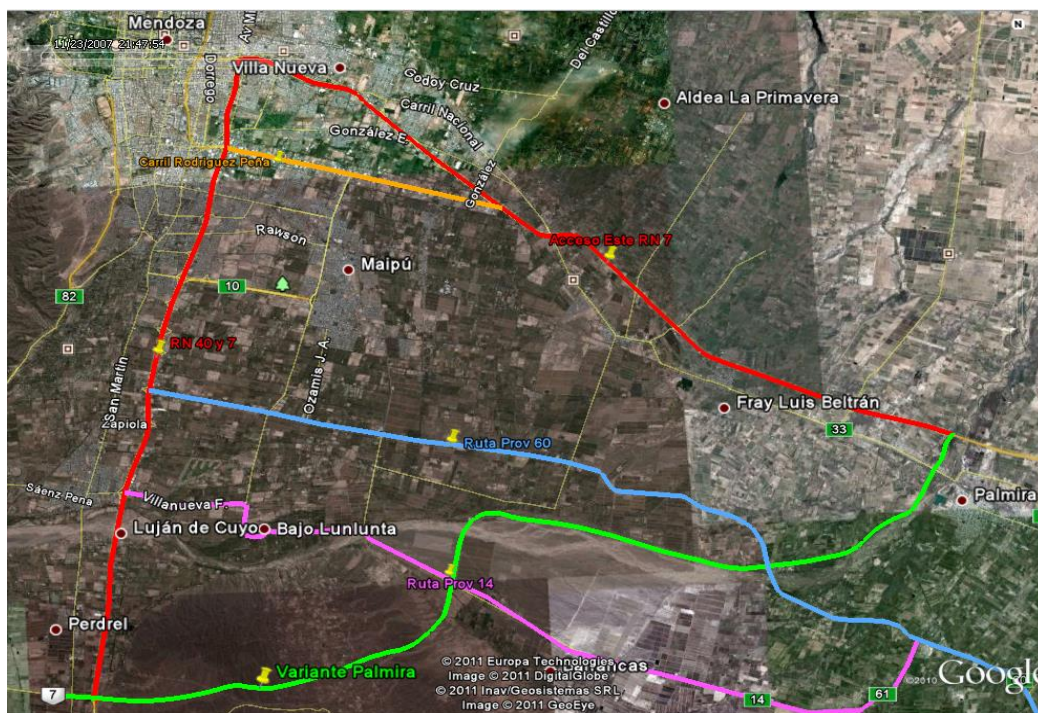 Mendoza
11/23/2007 21:47:54
Av Mi
Dorrego
Villa Nueva
Godoy Cruz
Del Castillo
N
Aldea La Primavera
Carril Nacional
González E.
Carril Rodriguez Peña
González
Rawson
Acceso Este RN 7
Maipú
10
82
RN 40 y 7
San Martín
Ozamis J. A.
Zapiola
Fray Luis Beltrán
33
Ruta Prov 60
Sáenz Pena
Villanueva F.
Palmira
Luján de Cuyo
Bajo Lunlunta
Ruta Prov 14
Perdrel
Variante Palmira
© 2011 Europa Technologies
Image © 2011 DigitalGlobe
© 2011 Inav/Geosistemas SRL
Image © 2011 GeoEye
Barrancas
7
14
61
©2010 Google